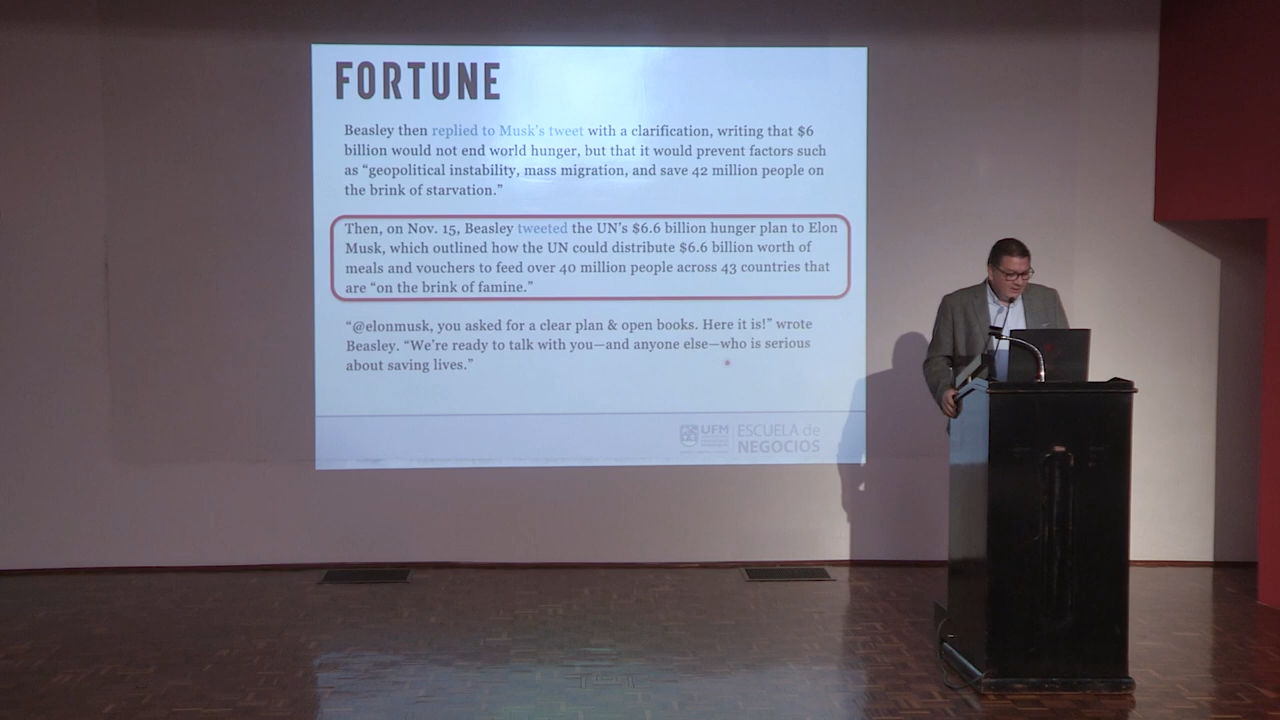 FORTUNE
Beasley then replied to Musk's tweet with a clarification, writing that $6
billion would not end world hunger, but that it would prevent factors such
as “geopolitical instability, mass migration, and save 42 million people on
the brink of starvation.”
Then, on Nov. 15, Beasley tweeted the UN's $6.6 billion hunger plan to Elon
Musk, which outlined how the UN could distribute $6.6 billion worth of
meals and vouchers to feed over 40 million people across 43 countries that
are “on the brink of famine.”
“@elonmusk, you asked for a clear plan & open books. Here it is!” wrote
Beasley. “We're ready to talk with you—and anyone else—who is serious
about saving lives.”
UFM
ESCUELA de
NEGOCIOS